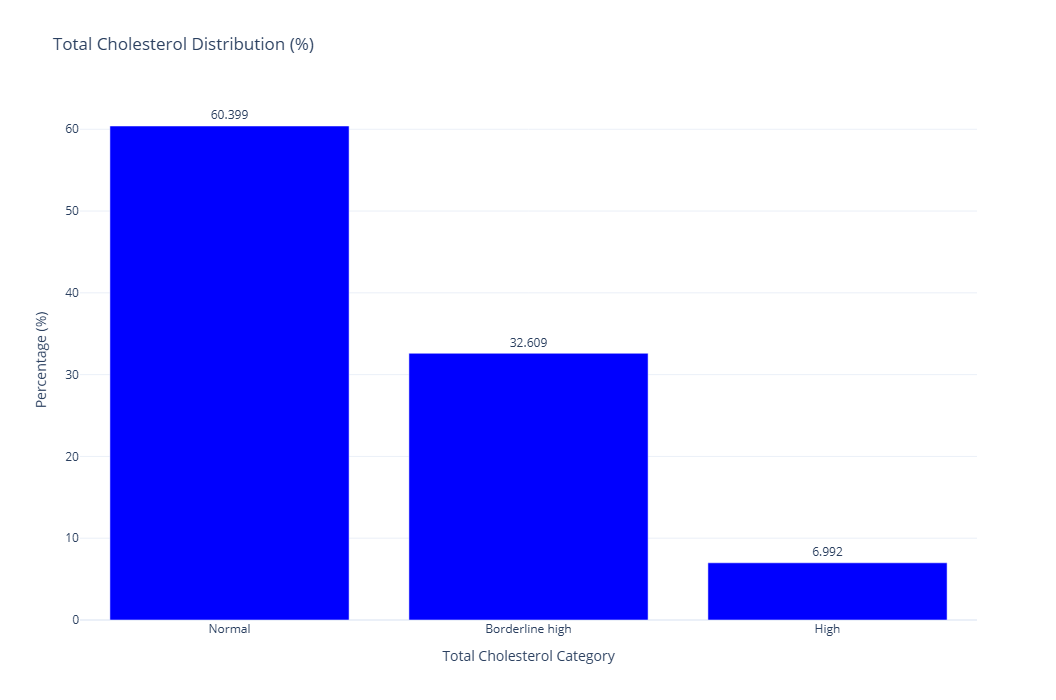 Total Cholesterol Distribution (%)
60.399
60
50
40
32.609
30
20
10
6.992
0
Percentage (%)
Normal
Borderline high
High
Total Cholesterol Category